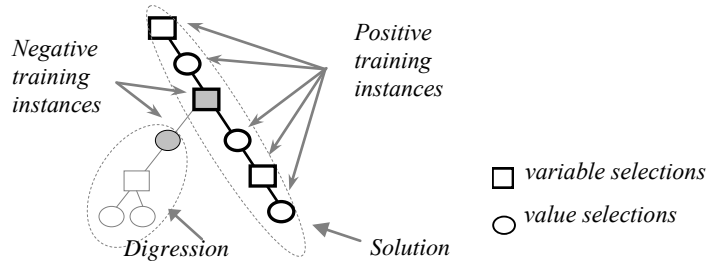 Negative
training
instances
Positive
training
instances
variable selections
value selections
Digression
Solution